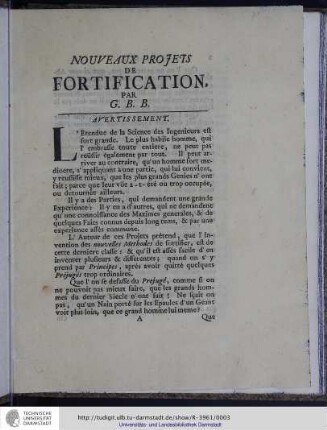 NOUVEAUX PROJETS
DE
FORTIFICATION.
PAR
G. B. B.
AVERTISSEMENT.
L'Etenduë de la Science des Ingenieurs est
fort grande. Le plus habile homme, qui
l'embrasse toute entiere, ne peut pas
reüssir également par tout. Il peut ar-
river au contraire, qu'un homme fort me-
diocre, s'appliquant à une partie, qui lui convient,
y reüssisse mieux, que les plus grands Genies n'ont
fait; parce que leur vûë a-t-été ou trop occupée,
ou detournée ailleurs.
Il y a des Parties, qui demandent une grande
Experience: Il y en a d'autres, qui ne demandent
qu'une connoissance des Maximes generales, & de
quelques Faits connus depuis long tems, & par une
experience assés commune.
L'Auteur de ces Projets prétend, que l'In-
vention des nouvelles Methodes de fortifier, est de
cette derniere classe: & qu'il est assés facile d'en
inventer plusieurs & differentes; quand on s'y
prend par Principes, après avoir quitté quelques
Préjugés trop ordinaires.
Que l'on se defasse du Préjugé, comme si on
ne pouvoit pas mieux faire, que les grands hom-
mes du dernier Siecle n'ont fait? Ne sçait on
pas, qu'un Nain porté sur les Epaules d'un Géant
voit plus loin, que ce grand homme lui même?
A Que
TECHNISCHE
UNIVERSITÄT
DARMSTADT
http://tudigit.ulb.tu-darmstadt.de/show/R-3961/0003
Universitäts- und Landesbibliothek Darmstadt